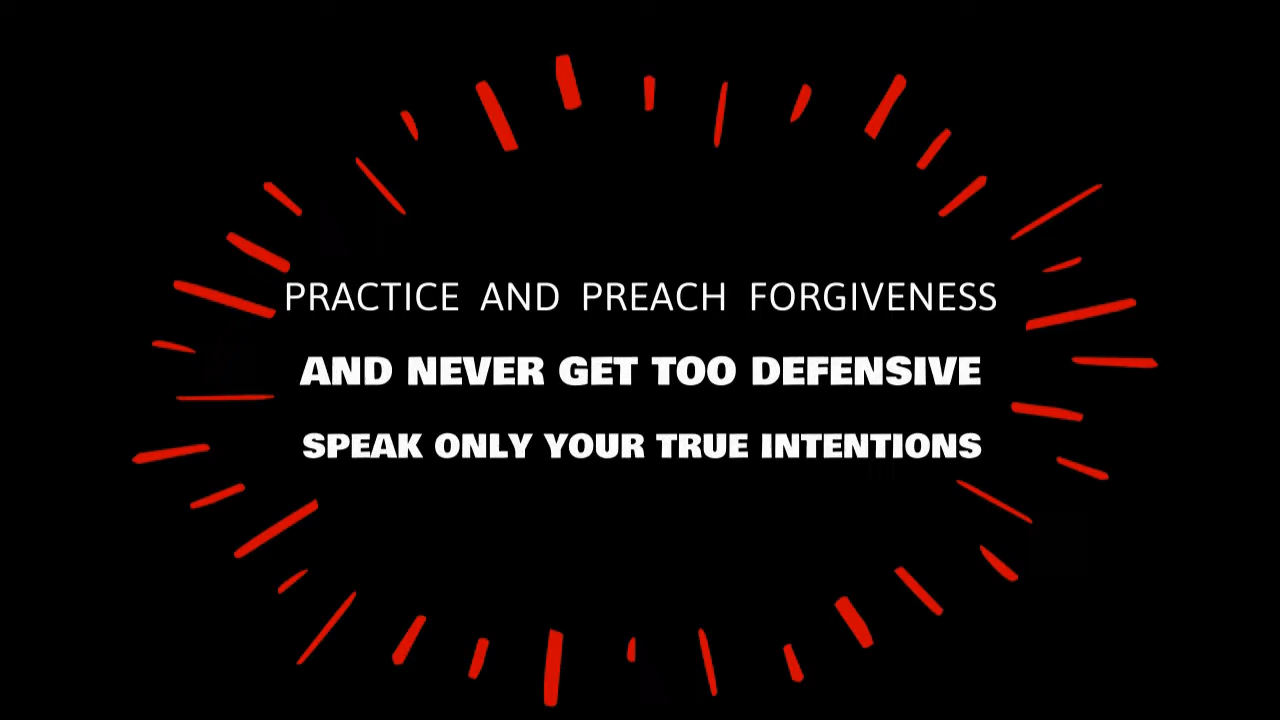 PRACTICE AND PREACH FORGIVENESS
AND NEVER GET TOO DEFENSIVE
SPEAK ONLY YOUR TRUE INTENTIONS